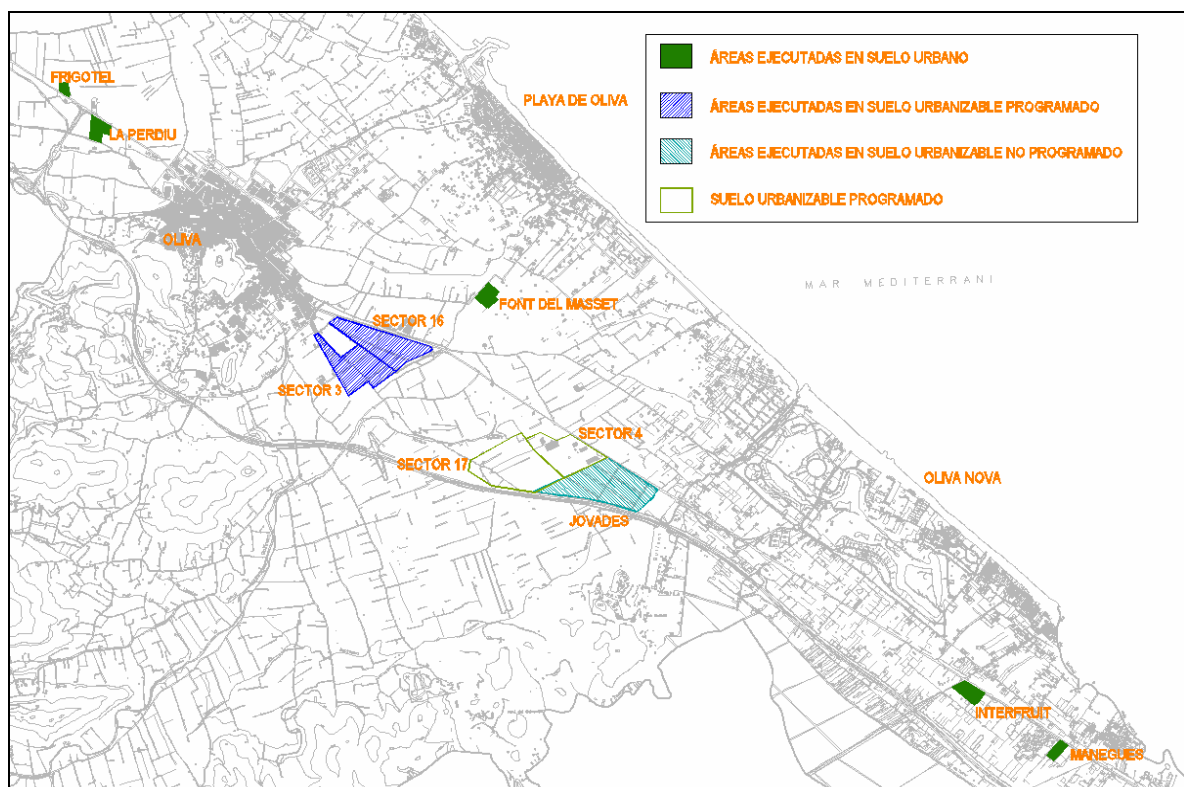 FRIGOTEL
LA PERDIU
OLIVA
PLAYA DE OLIVA
ÁREAS EJECUTADAS EN SUELO URBANO
ÁREAS EJECUTADAS EN SUELO URBANIZABLE PROGRAMADO
ÁREAS EJECUTADAS EN SUELO URBANIZABLE NO PROGRAMADO
SUELO URBANIZABLE PROGRAMADO
MAR MEDITERRANI
FONT DEL MASSET
SECTOR 16
SECTOR 3
SECTOR 4
SECTOR 17
JOVADES
OLIVA NOVA
INTERFRUIT
MANEGUES